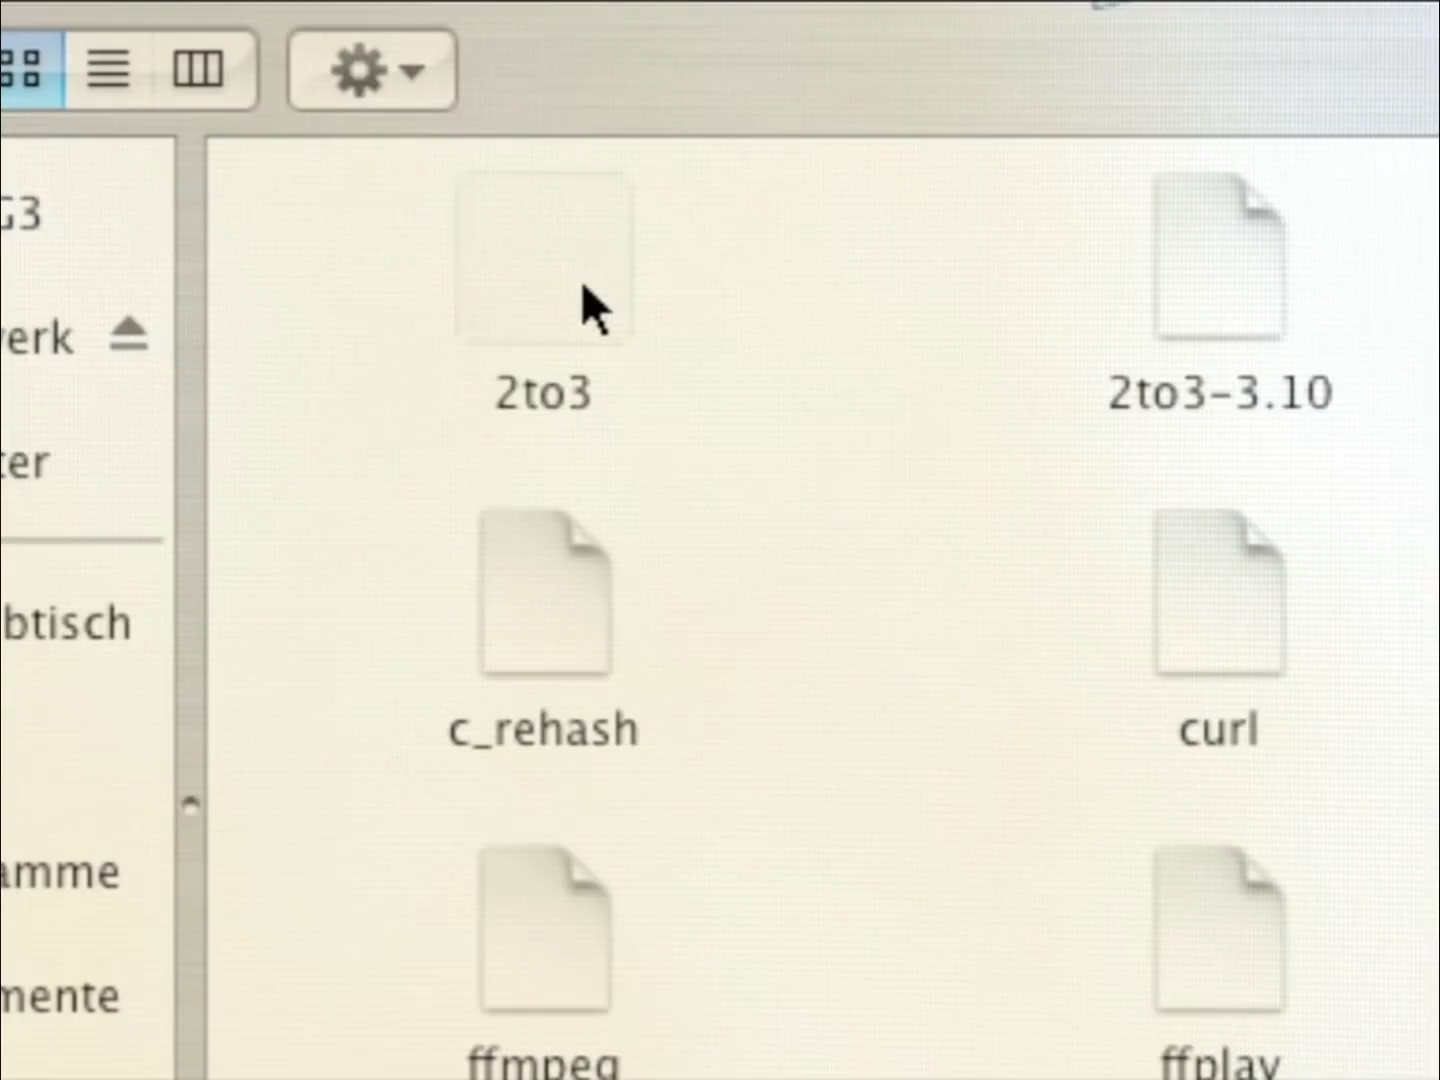 G3
2to3
2to3-3.10
erk
ter
btisch
c_rehash
curl
amme
mente
ffmpeg
ffplay